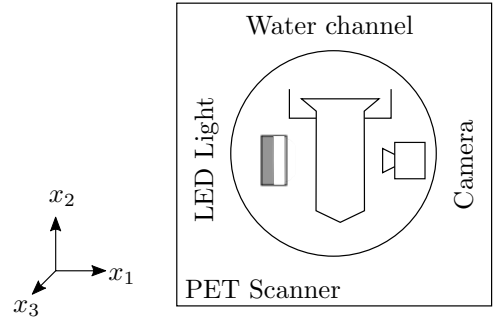 Water channel
LED Light
Camera
PET Scanner
x₂
x₁
x₃